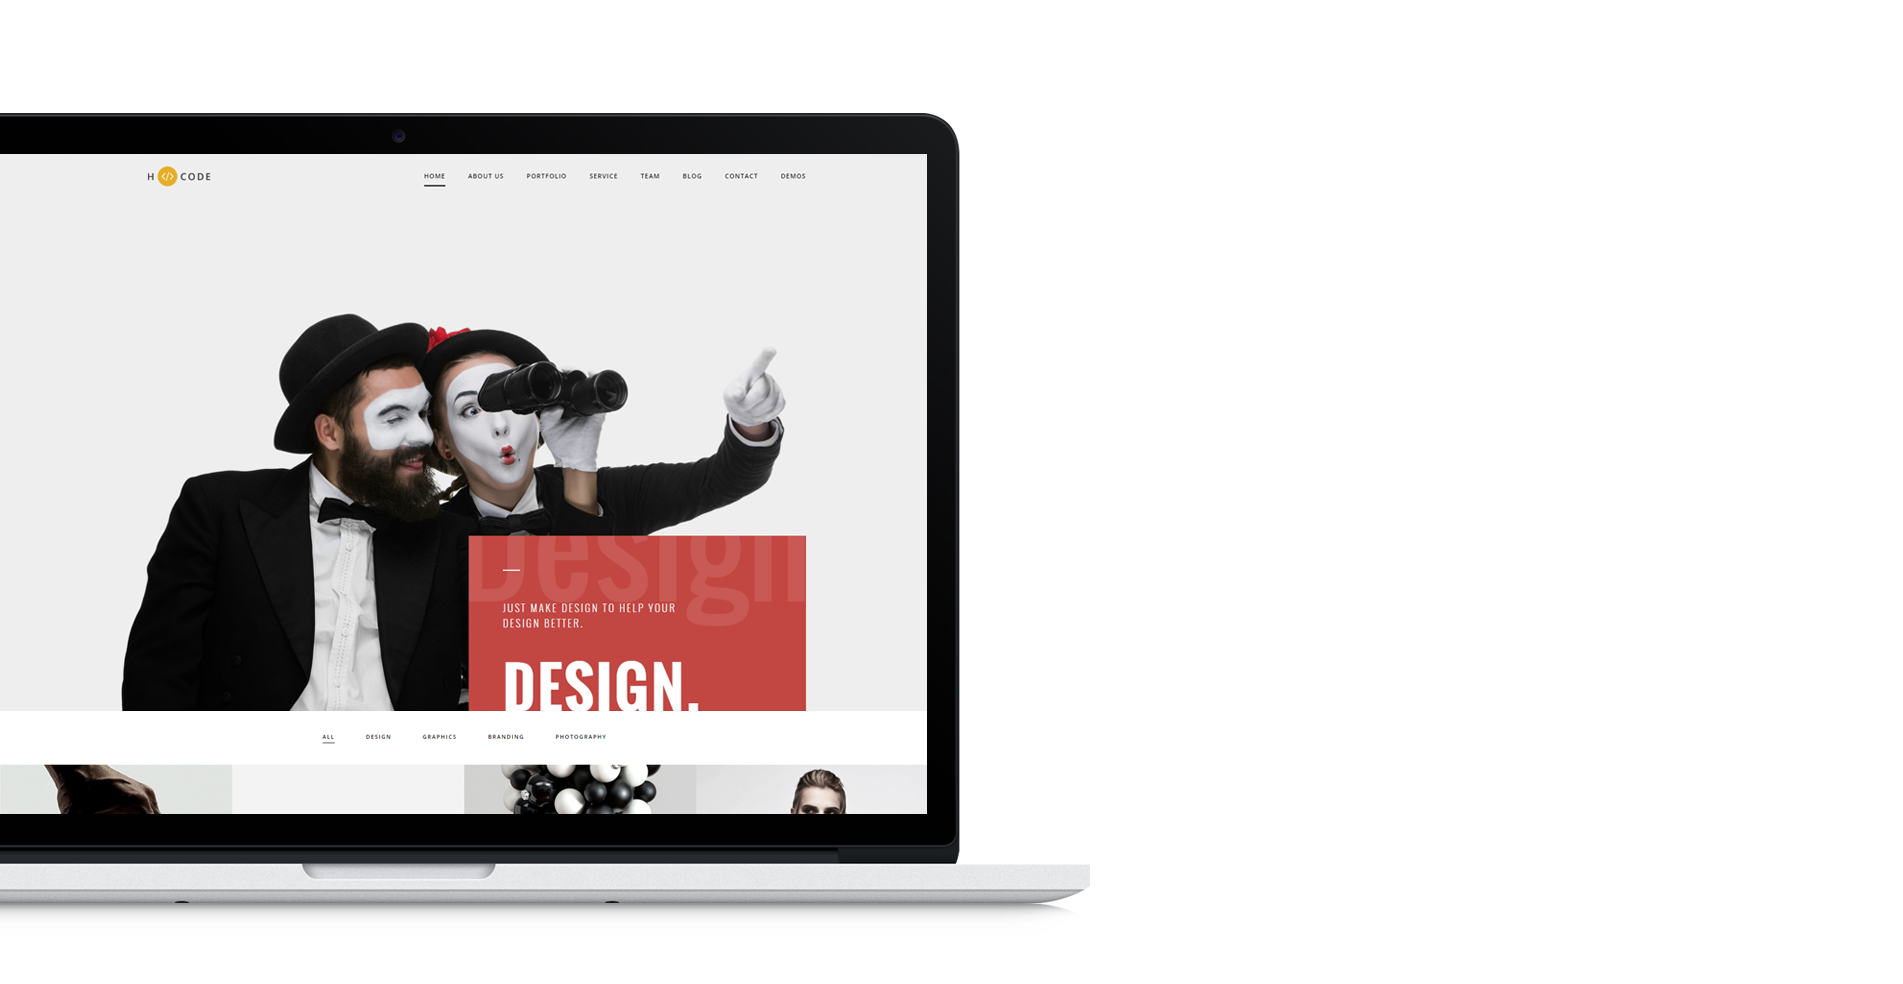 H </> CODE
HOME ABOUT US PORTFOLIO SERVICE TEAM BLOG CONTACT DEMOS
Design
JUST MAKE DESIGN TO HELP YOUR
DESIGN BETTER.
DESIGN.
ALL DESIGN GRAPHICS BRANDING PHOTOGRAPHY